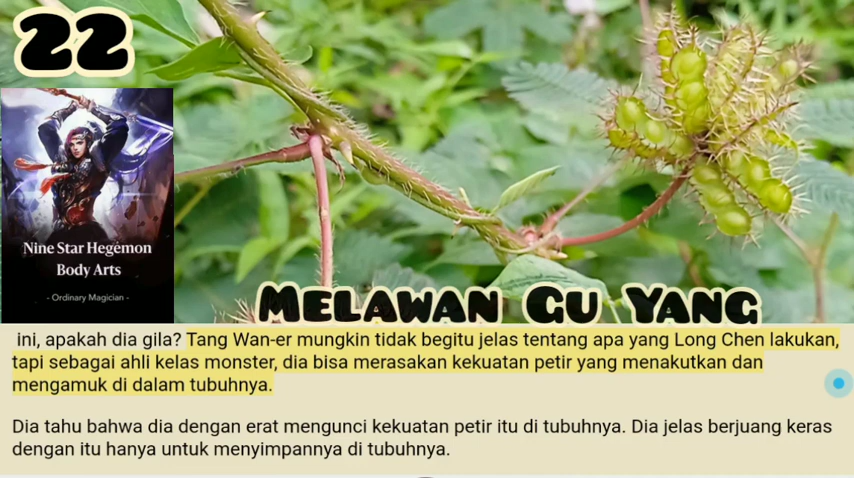 22
Nine Star Hegemon
Body Arts
- Ordinary Magician -
Melawan Gu Yang
ini, apakah dia gila? Tang Wan-er mungkin tidak begitu jelas tentang apa yang Long Chen lakukan,
tapi sebagai ahli kelas monster, dia bisa merasakan kekuatan petir yang menakutkan dan
mengamuk di dalam tubuhnya.
Dia tahu bahwa dia dengan erat mengunci kekuatan petir itu di tubuhnya. Dia jelas berjuang keras
dengan itu hanya untuk menyimpannya di tubuhnya.